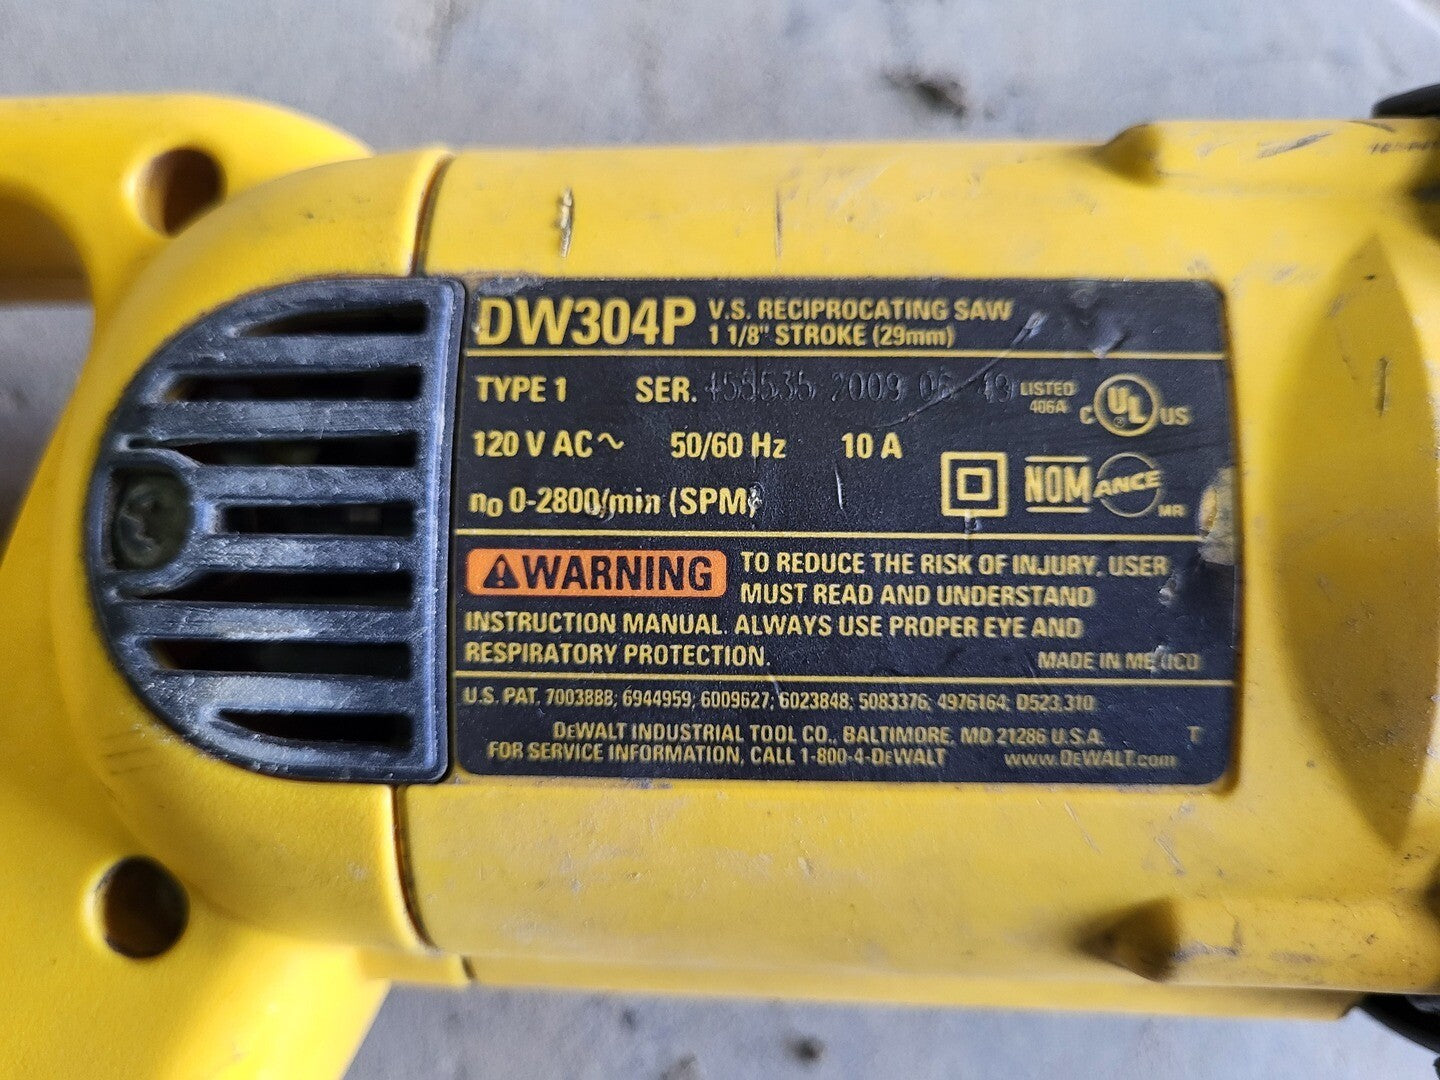 DW304P V.S. RECIPROCATING SAW
1 1/8" STROKE (29mm)
TYPE 1 SER. 2009 LISTED
406A
C UL US
120 V AC~ 50/60 Hz 10 A
NOM ANCE
MR
n₀ 0-2800/min (SPM)
⚠WARNING TO REDUCE THE RISK OF INJURY. USER
MUST READ AND UNDERSTAND
INSTRUCTION MANUAL. ALWAYS USE PROPER EYE AND
RESPIRATORY PROTECTION. MADE IN MEXICO
U.S. PAT. 7003888; 6944959; 6009627; 6023848; 5083376; 4976164; D523,310
DEWALT INDUSTRIAL TOOL CO., BALTIMORE, MD 21286 U.S.A. T
FOR SERVICE INFORMATION, CALL 1-800-4-DEWALT www.DEWALT.com